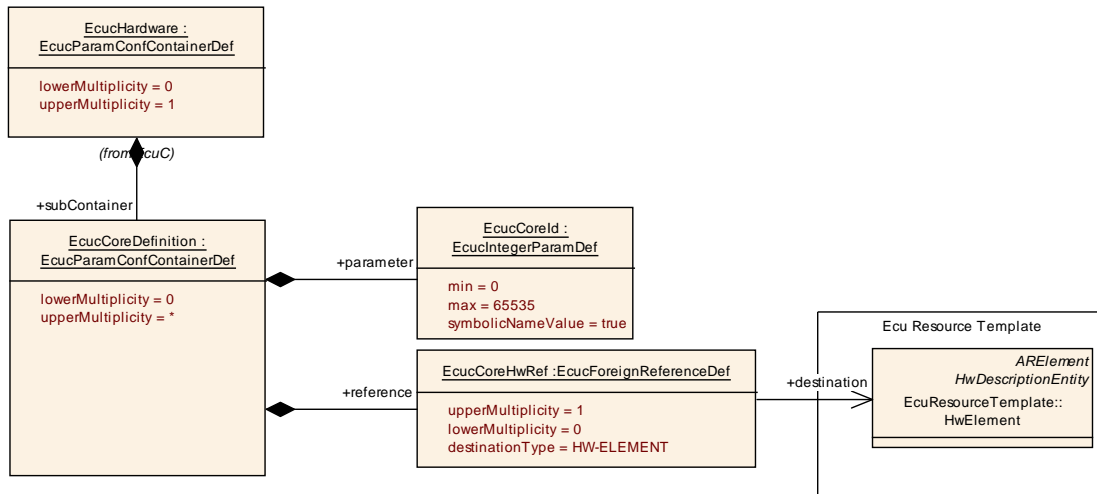 EcucHardware :
EcucParamConfContainerDef
lowerMultiplicity = 0
upperMultiplicity = 1
(from EcuC)
+subContainer
EcucCoreDefinition :
EcucParamConfContainerDef
lowerMultiplicity = 0
upperMultiplicity = *
+parameter
EcucCoreId :
EcucIntegerParamDef
min = 0
max = 65535
symbolicNameValue = true
+reference
EcucCoreHwRef :EcucForeignReferenceDef
upperMultiplicity = 1
lowerMultiplicity = 0
destinationType = HW-ELEMENT
+destination
Ecu Resource Template
ARElement
HwDescriptionEntity
EcuResourceTemplate::
HwElement